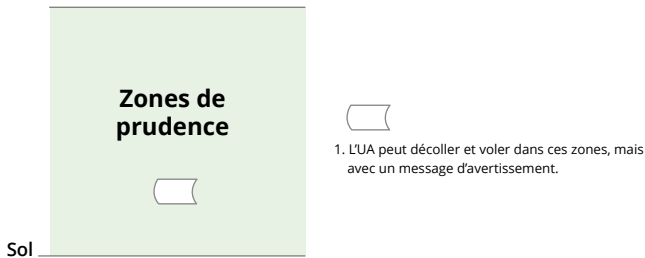 Zones de
prudence
1. L’UA peut décoller et voler dans ces zones, mais
avec un message d’avertissement.
Sol